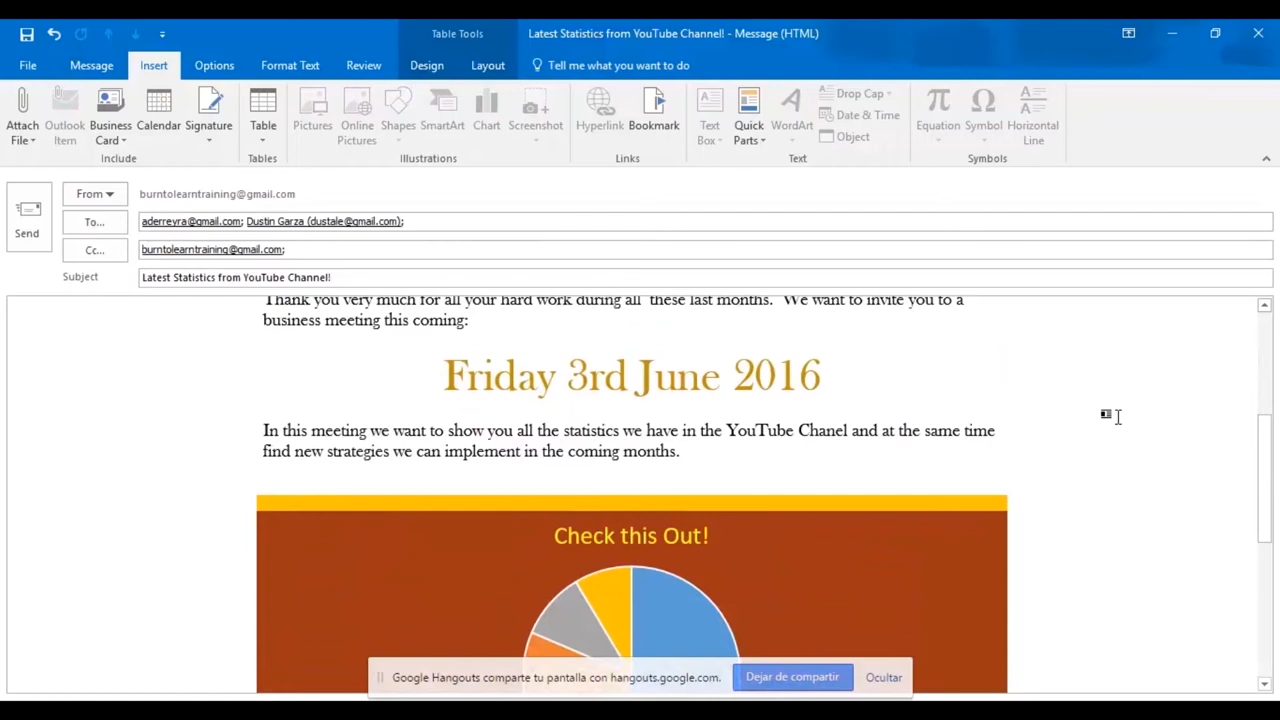 Table Tools
Latest Statistics from YouTube Channel! - Message (HTML)
File
Message
Insert
Options
Format Text
Review
Design
Layout
Tell me what you want to do
Attach File
Outlook Item
Business Card
Calendar
Signature
Table
Pictures
Online Pictures
Shapes
SmartArt
Chart
Screenshot
Hyperlink
Bookmark
Text Box
Quick Parts
WordArt
Drop Cap
Date & Time
Object
Equation
Symbol
Horizontal Line
Include
Tables
Illustrations
Links
Text
Symbols
Send
From
burntolearntraining@gmail.com
To...
aderreyra@gmail.com; Dustin Garza (dustale@gmail.com);
Cc...
burntolearntraining@gmail.com;
Subject
Latest Statistics from YouTube Channel!
Thank you very much for all your hard work during all these last months. We want to invite you to a
business meeting this coming:
Friday 3rd June 2016
In this meeting we want to show you all the statistics we have in the YouTube Chanel and at the same time
find new strategies we can implement in the coming months.
Check this Out!
Google Hangouts comparte tu pantalla con hangouts.google.com.
Dejar de compartir
Ocultar